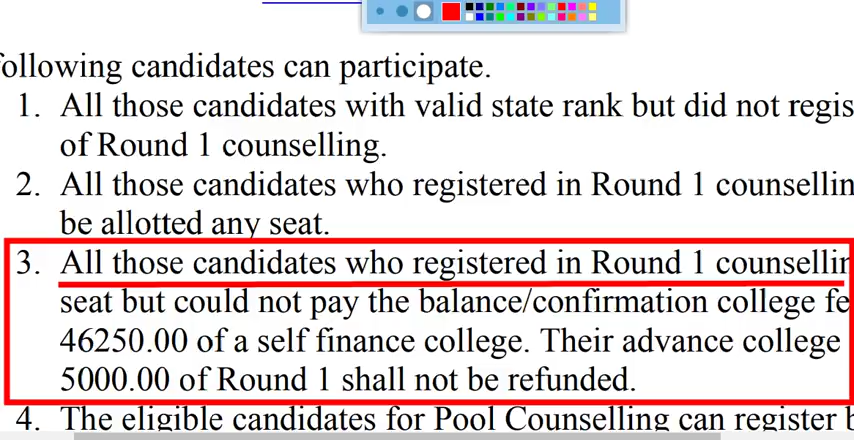 following candidates can participate.
1. All those candidates with valid state rank but did not regis
of Round 1 counselling.
2. All those candidates who registered in Round 1 counsellin
be allotted any seat.
3. All those candidates who registered in Round 1 counsellin
seat but could not pay the balance/confirmation college fe
46250.00 of a self finance college. Their advance college
5000.00 of Round 1 shall not be refunded.
4. The eligible candidates for Pool Counselling can register b